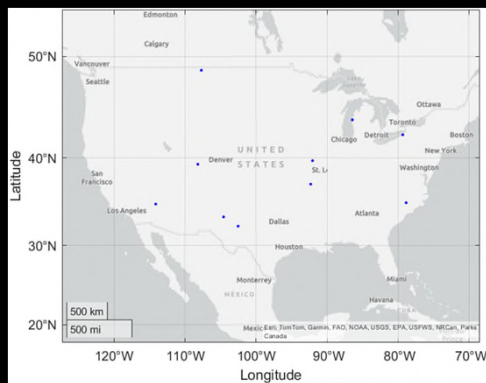 Edmonton
Calgary
50°N
Vancouver
Seattle
Ottawa
Toronto
Boston
Chicago
Detroit
New York
40°N
UNITED
STATES
Denver
St. L
Washington
San
Francisco
Los Angeles
Atlanta
Dallas
30°N
Houston
Monterrey
Miami
MÉXICO
Havana
500 km
500 mi
20°N
Mexic
Esri, TomTom, Garmin, FAO, NOAA, USGS, EPA, USFWS, NRCan, Parks
Canada
120°W 110°W 100°W 90°W 80°W 70°W
Latitude
Longitude